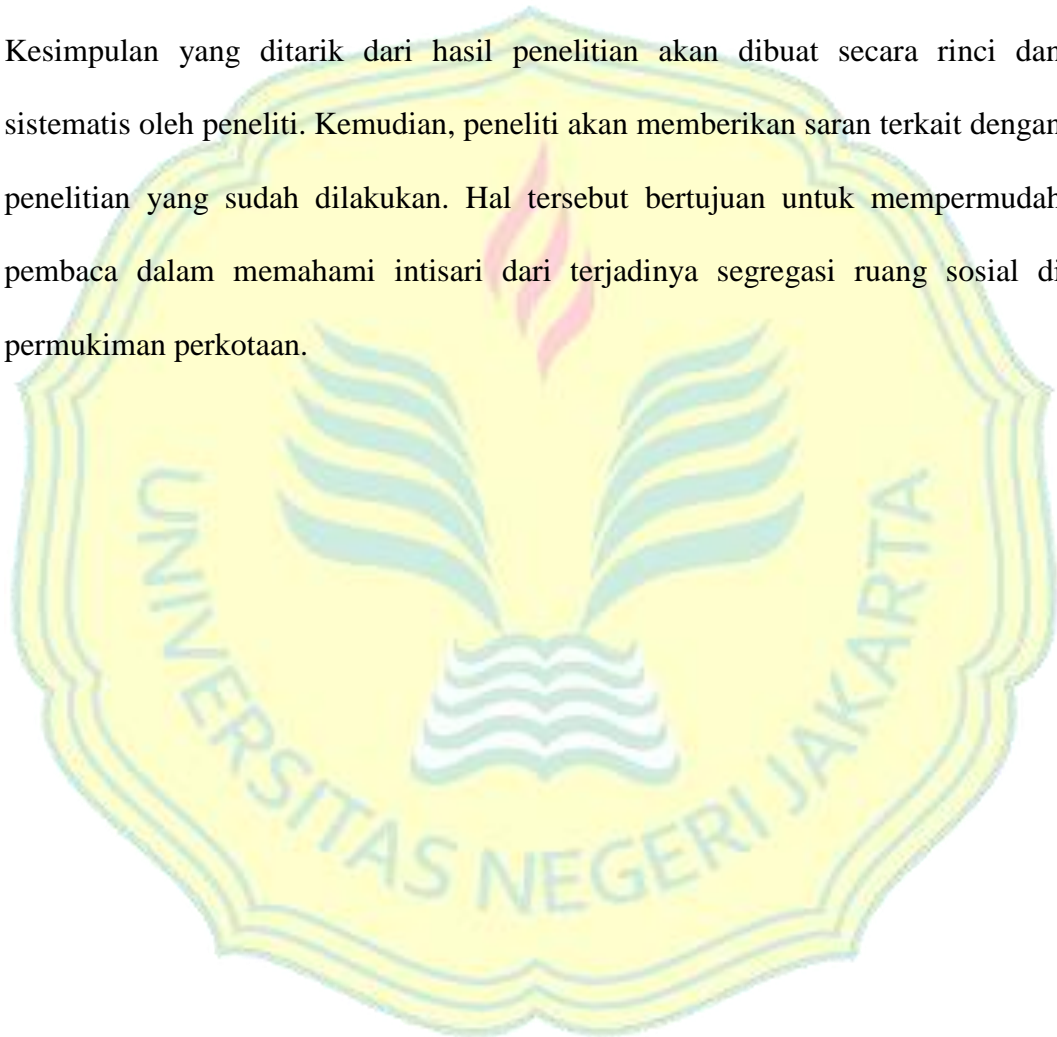 Kesimpulan yang ditarik dari hasil penelitian akan dibuat secara rinci dan
sistematis oleh peneliti. Kemudian, peneliti akan memberikan saran terkait dengan
penelitian yang sudah dilakukan. Hal tersebut bertujuan untuk mempermudah
pembaca dalam memahami intisari dari terjadinya segregasi ruang sosial di
permukiman perkotaan.
UNIVERSITAS NEGERI JAKARTA